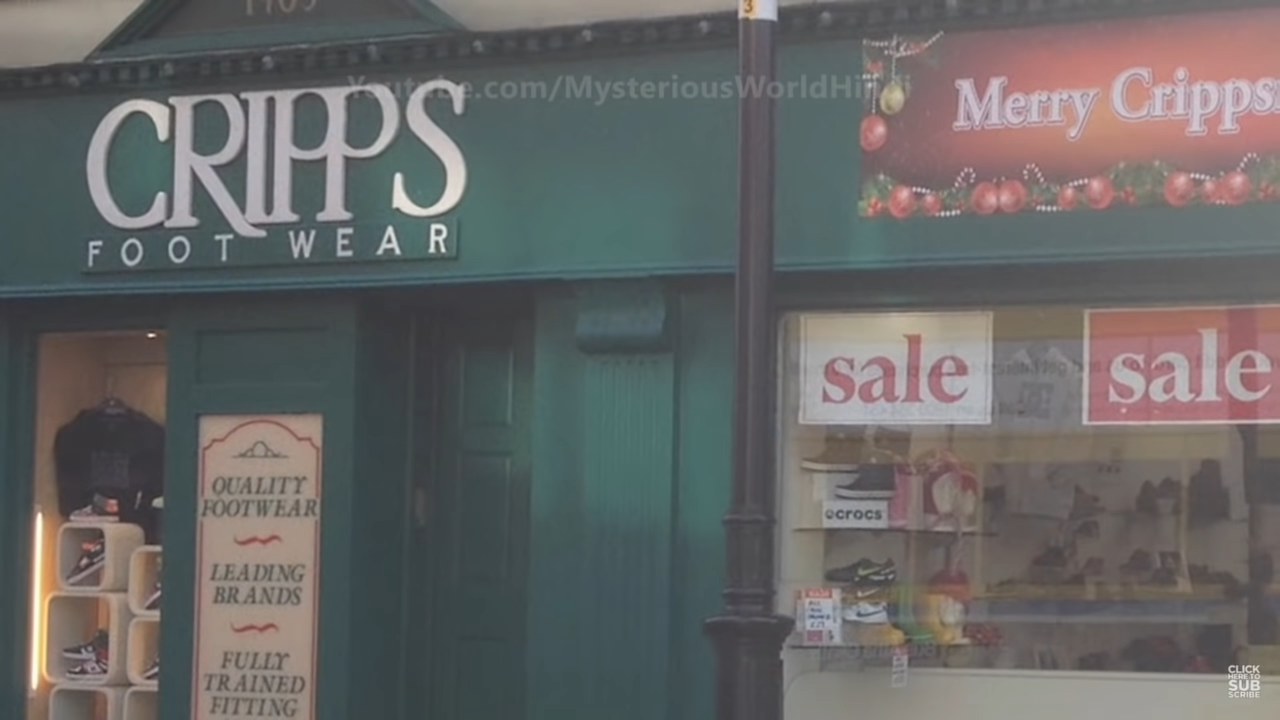 1405
CRIPPS
FOOT WEAR
Youtube.com/MysteriousWorldHindi
Merry Cripps
sale
sale
QUALITY
FOOTWEAR
LEADING
BRANDS
FULLY
TRAINED
FITTING
crocs
CLICK
HERE TO
SUB
SCRIBE